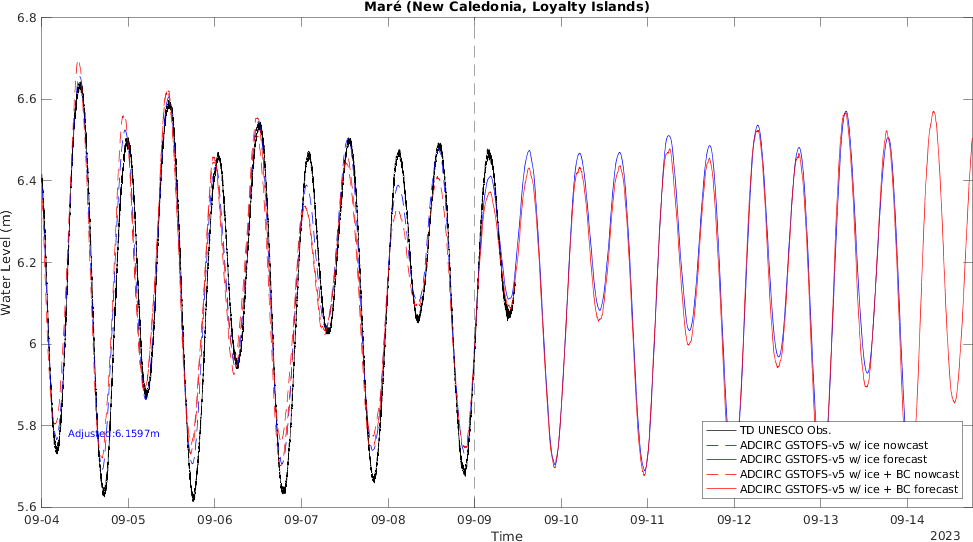 Maré (New Caledonia, Loyalty Islands)
6.8
6.6
6.4
6.2
6
5.8
5.6
Water Level (m)
Adjusted:6.1597m
TD UNESCO Obs.
ADCIRC GSTOFS-v5 w/ ice nowcast
ADCIRC GSTOFS-v5 w/ ice forecast
ADCIRC GSTOFS-v5 w/ ice + BC nowcast
ADCIRC GSTOFS-v5 w/ ice + BC forecast
09-04 09-05 09-06 09-07 09-08 09-09 09-10 09-11 09-12 09-13 09-14
Time
2023